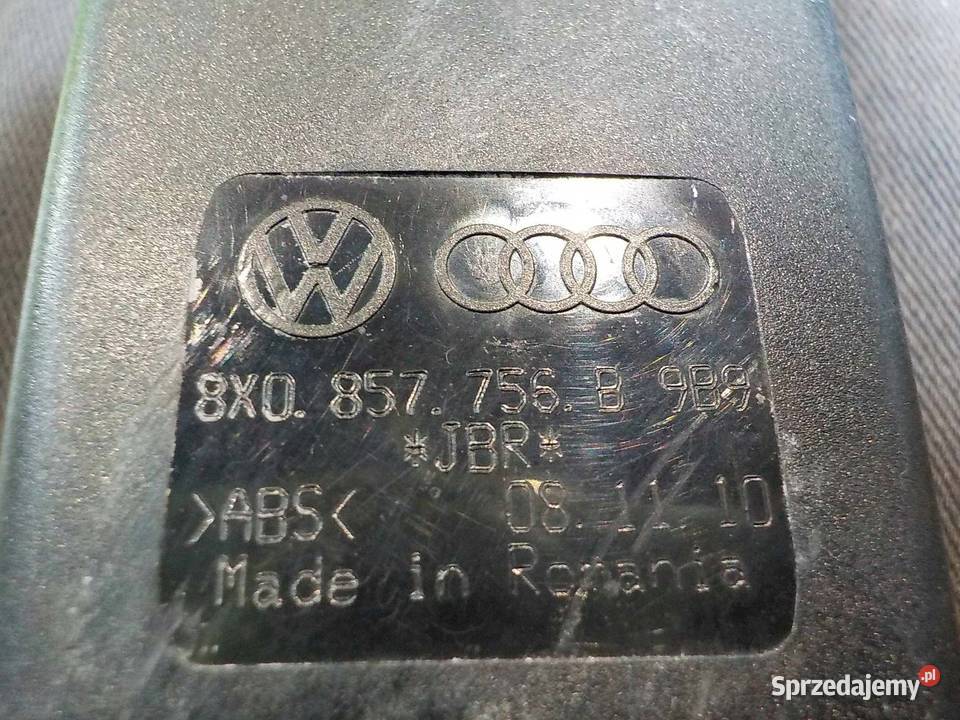 8X0. 857. 756. B 9B9
*JBR*
>ABS< 08. 11. 10
Made in Romania
Sprzedajemy.pl